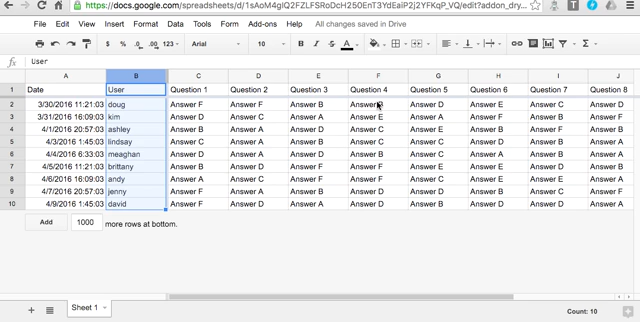 https://docs.google.com/spreadsheets/d/1sAoM4glQ2FZLFSRoDcH250EnT3YdEaiP2j2YFKqP_VQ/edit?addon_dry...
File Edit View Insert Format Data Tools Form Add-ons Help All changes saved in Drive
$ % .0 .00 123 Arial 10 B I S A
fx User
A B C D E F G H I J
1 Date User Question 1 Question 2 Question 3 Question 4 Question 5 Question 6 Question 7 Question 8
2 3/30/2016 11:21:03 doug Answer F Answer F Answer B Answer Answer D Answer E Answer C Answer D
3 3/31/2016 16:09:03 kim Answer D Answer C Answer A Answer E Answer A Answer F Answer B Answer F
4 4/1/2016 20:57:03 ashley Answer B Answer A Answer D Answer C Answer E Answer B Answer F Answer B
5 4/3/2016 1:45:03 lindsay Answer C Answer A Answer D Answer C Answer E Answer A Answer B Answer C
6 4/4/2016 6:33:03 meaghan Answer D Answer A Answer B Answer C Answer E Answer C Answer D Answer A
7 4/5/2016 11:21:03 brittany Answer B Answer F Answer F Answer D Answer C Answer E Answer E Answer A
8 4/6/2016 16:09:03 andy Answer A Answer C Answer F Answer F Answer C Answer E Answer E Answer A
9 4/7/2016 20:57:03 jenny Answer F Answer A Answer B Answer D Answer F Answer D Answer C Answer F
10 4/9/2016 1:45:03 david Answer F Answer D Answer A Answer D Answer B Answer D Answer D Answer A
Add 1000 more rows at bottom.
Sheet 1 Count: 10